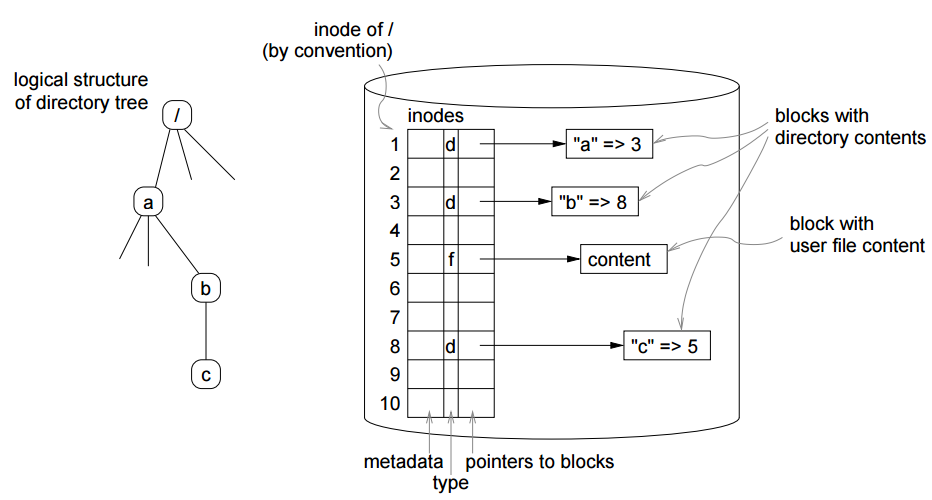 inode of /
(by convention)
logical structure
of directory tree
/
a
b
c
inodes
1 d "a" => 3
2
3 d "b" => 8
4
5 f content
6
7
8 d "c" => 5
9
10
blocks with
directory contents
block with
user file content
metadata
type
pointers to blocks